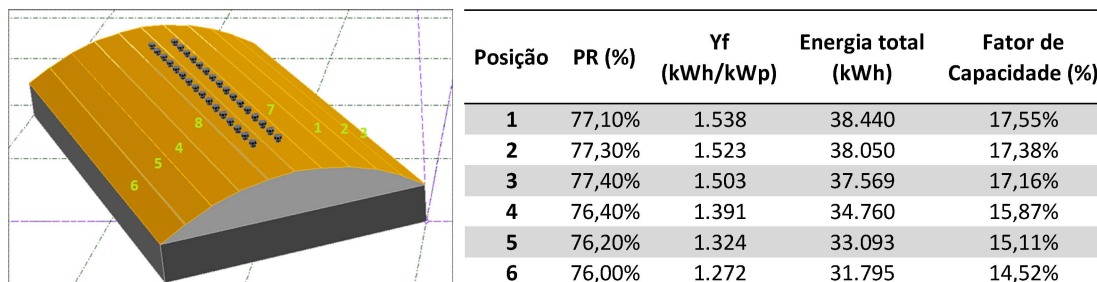 7
8
1
2
3
4
5
6
Posição PR (%) Yf (kWh/kWp) Energia total (kWh) Fator de Capacidade (%)
1 77,10% 1.538 38.440 17,55%
2 77,30% 1.523 38.050 17,38%
3 77,40% 1.503 37.569 17,16%
4 76,40% 1.391 34.760 15,87%
5 76,20% 1.324 33.093 15,11%
6 76,00% 1.272 31.795 14,52%